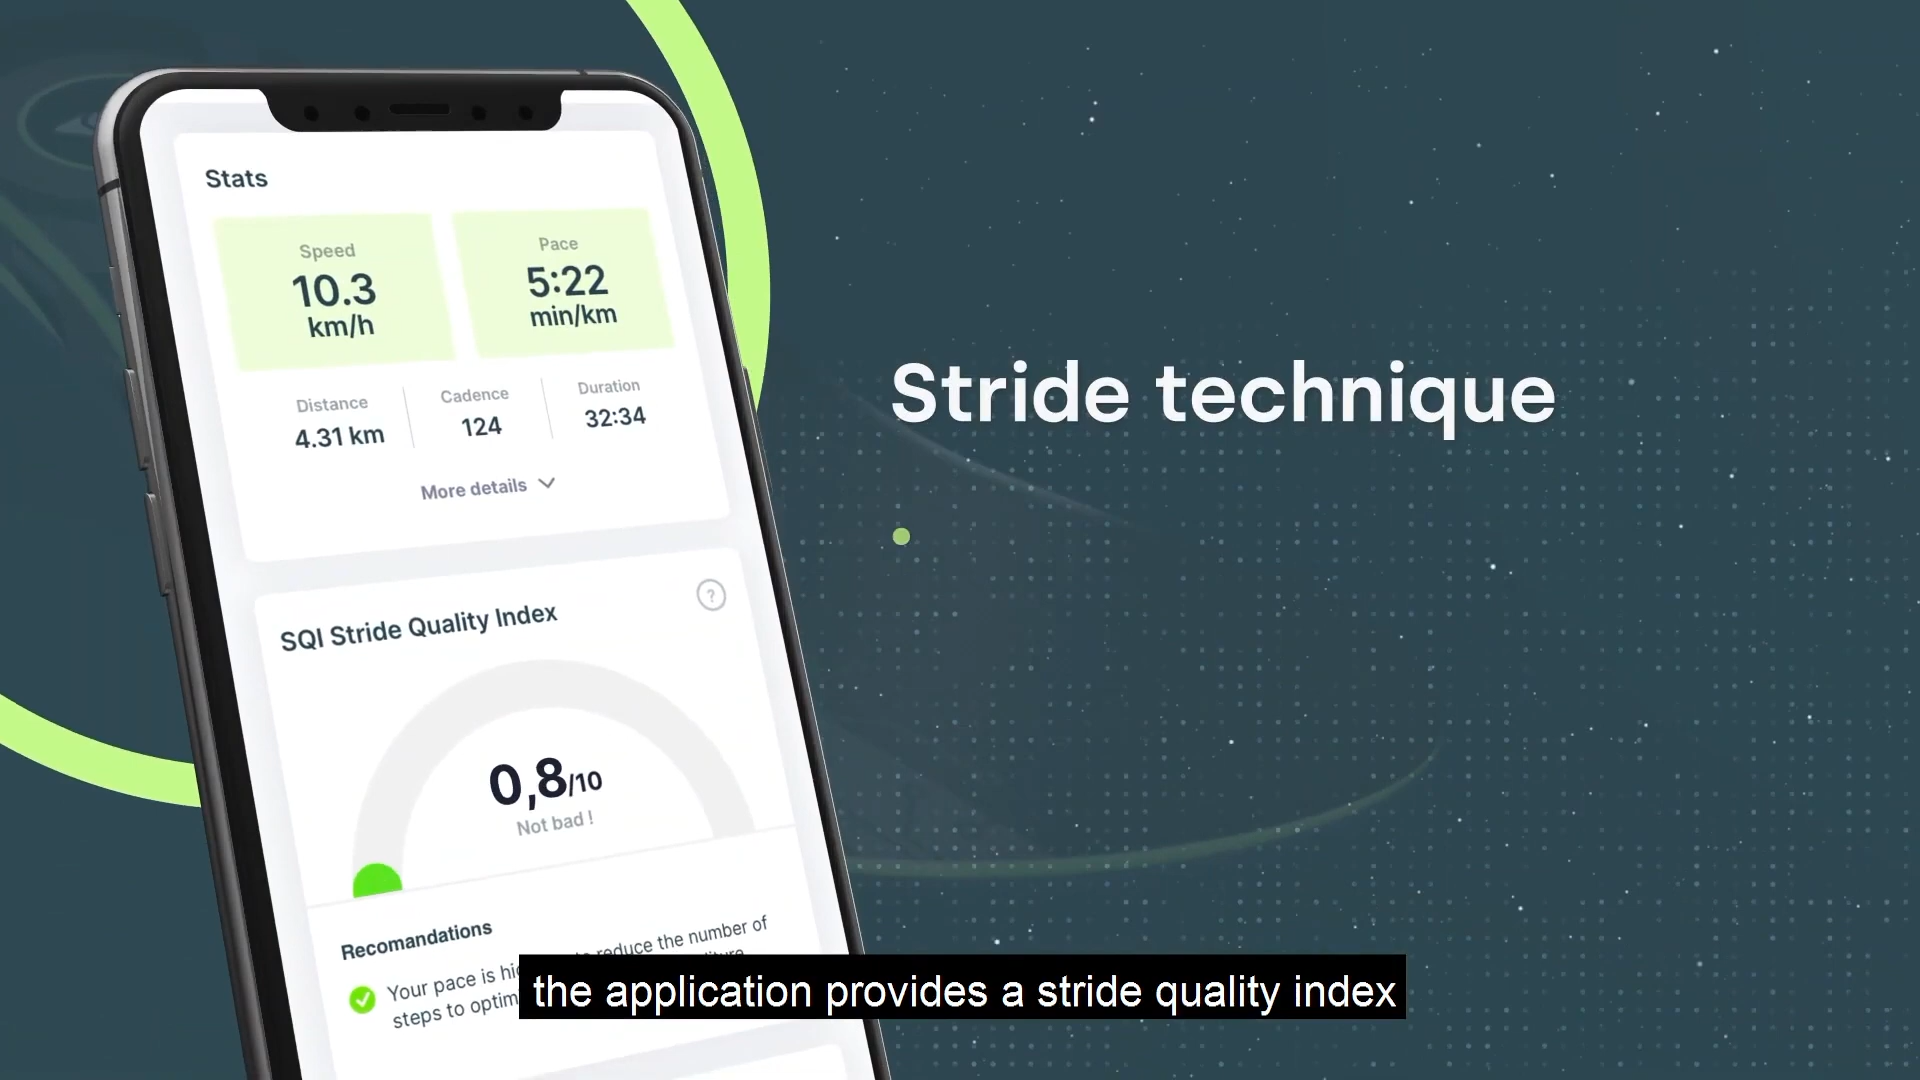 Stats
Speed
10.3
km/h
Pace
5:22
min/km
Distance
4.31 km
Cadence
124
Duration
32:34
More details
SQI Stride Quality Index
?
0,8/10
Not bad !
Recomandations
Your pace is reduce the number of
steps to
Stride technique
the application provides a stride quality index